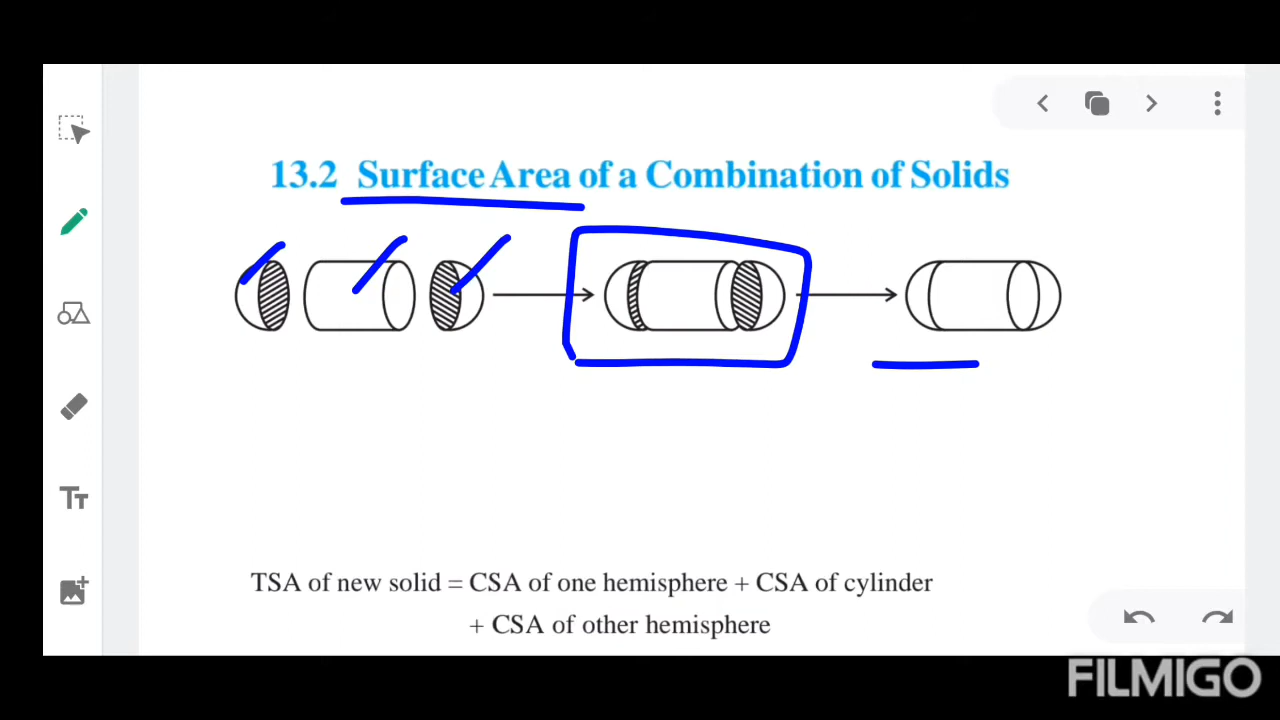 13.2 Surface Area of a Combination of Solids
TSA of new solid = CSA of one hemisphere + CSA of cylinder
+ CSA of other hemisphere
TT
FILMIGO